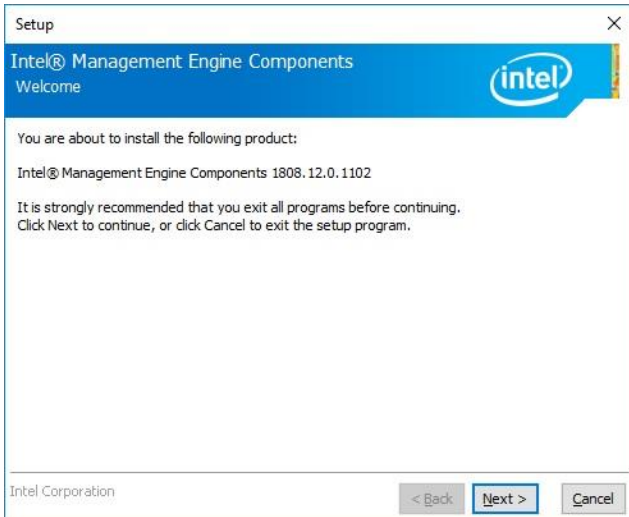 Setup
Intel® Management Engine Components
Welcome
intel
You are about to install the following product:
Intel® Management Engine Components 1808.12.0.1102
It is strongly recommended that you exit all programs before continuing.
Click Next to continue, or click Cancel to exit the setup program.
Intel Corporation
< Back
Next >
Cancel